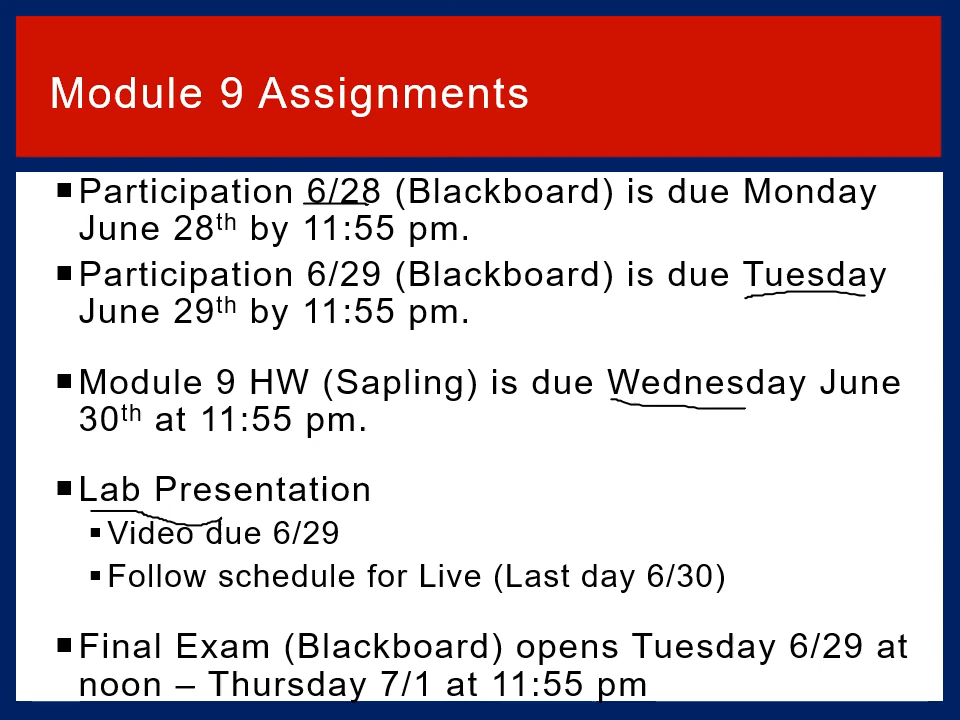 Module 9 Assignments
▪Participation 6/28 (Blackboard) is due Monday
June 28th by 11:55 pm.
▪Participation 6/29 (Blackboard) is due Tuesday
June 29th by 11:55 pm.
▪Module 9 HW (Sapling) is due Wednesday June
30th at 11:55 pm.
▪Lab Presentation
▪Video due 6/29
▪Follow schedule for Live (Last day 6/30)
▪Final Exam (Blackboard) opens Tuesday 6/29 at
noon – Thursday 7/1 at 11:55 pm